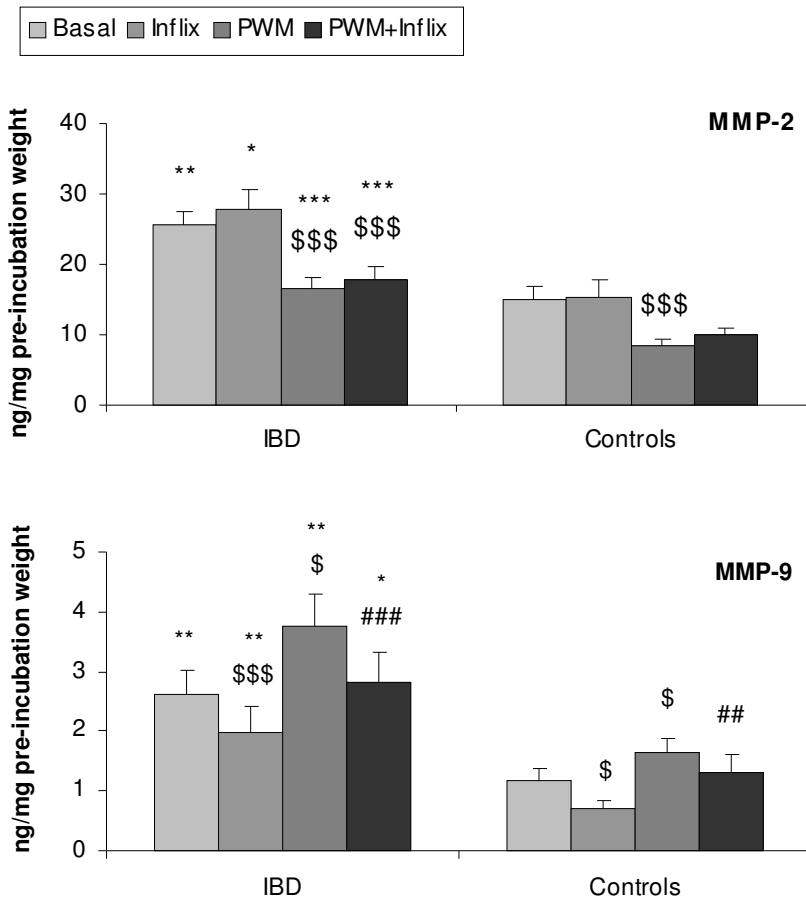 Basal Inflix PWM PWM+Inflix
MMP-2
ng/mg pre-incubation weight
40
30
20
10
0
** * *** ***
$$$ $$$ $$$
IBD Controls
MMP-9
ng/mg pre-incubation weight
5
4
3
2
1
0
** ** ** *
$$$ $ ###
$ $ ##
IBD Controls